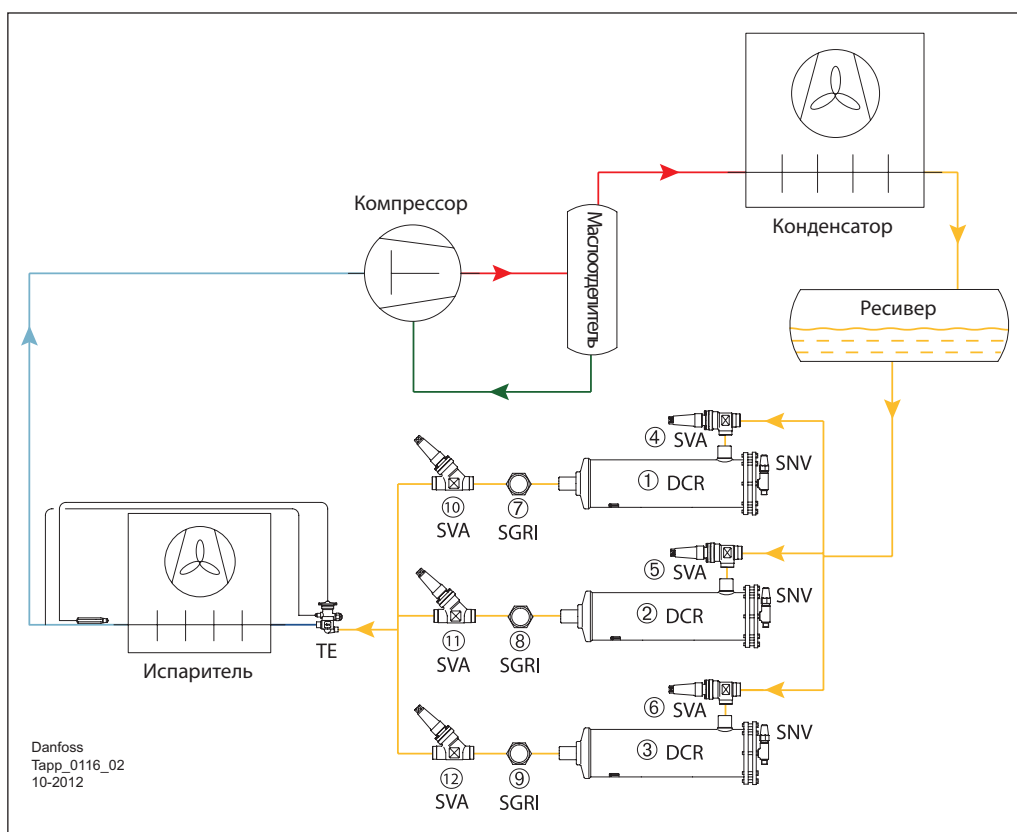 Компрессор
Маслоотделитель
Конденсатор
Ресивер
④ SVA
SNV
① DCR
⑩
SVA
⑦
SGRI
⑤ SVA
SNV
② DCR
⑪
SVA
⑧
SGRI
TE
Испаритель
⑥ SVA
SNV
③ DCR
⑫
SVA
⑨
SGRI
Danfoss
Tapp_0116_02
10-2012